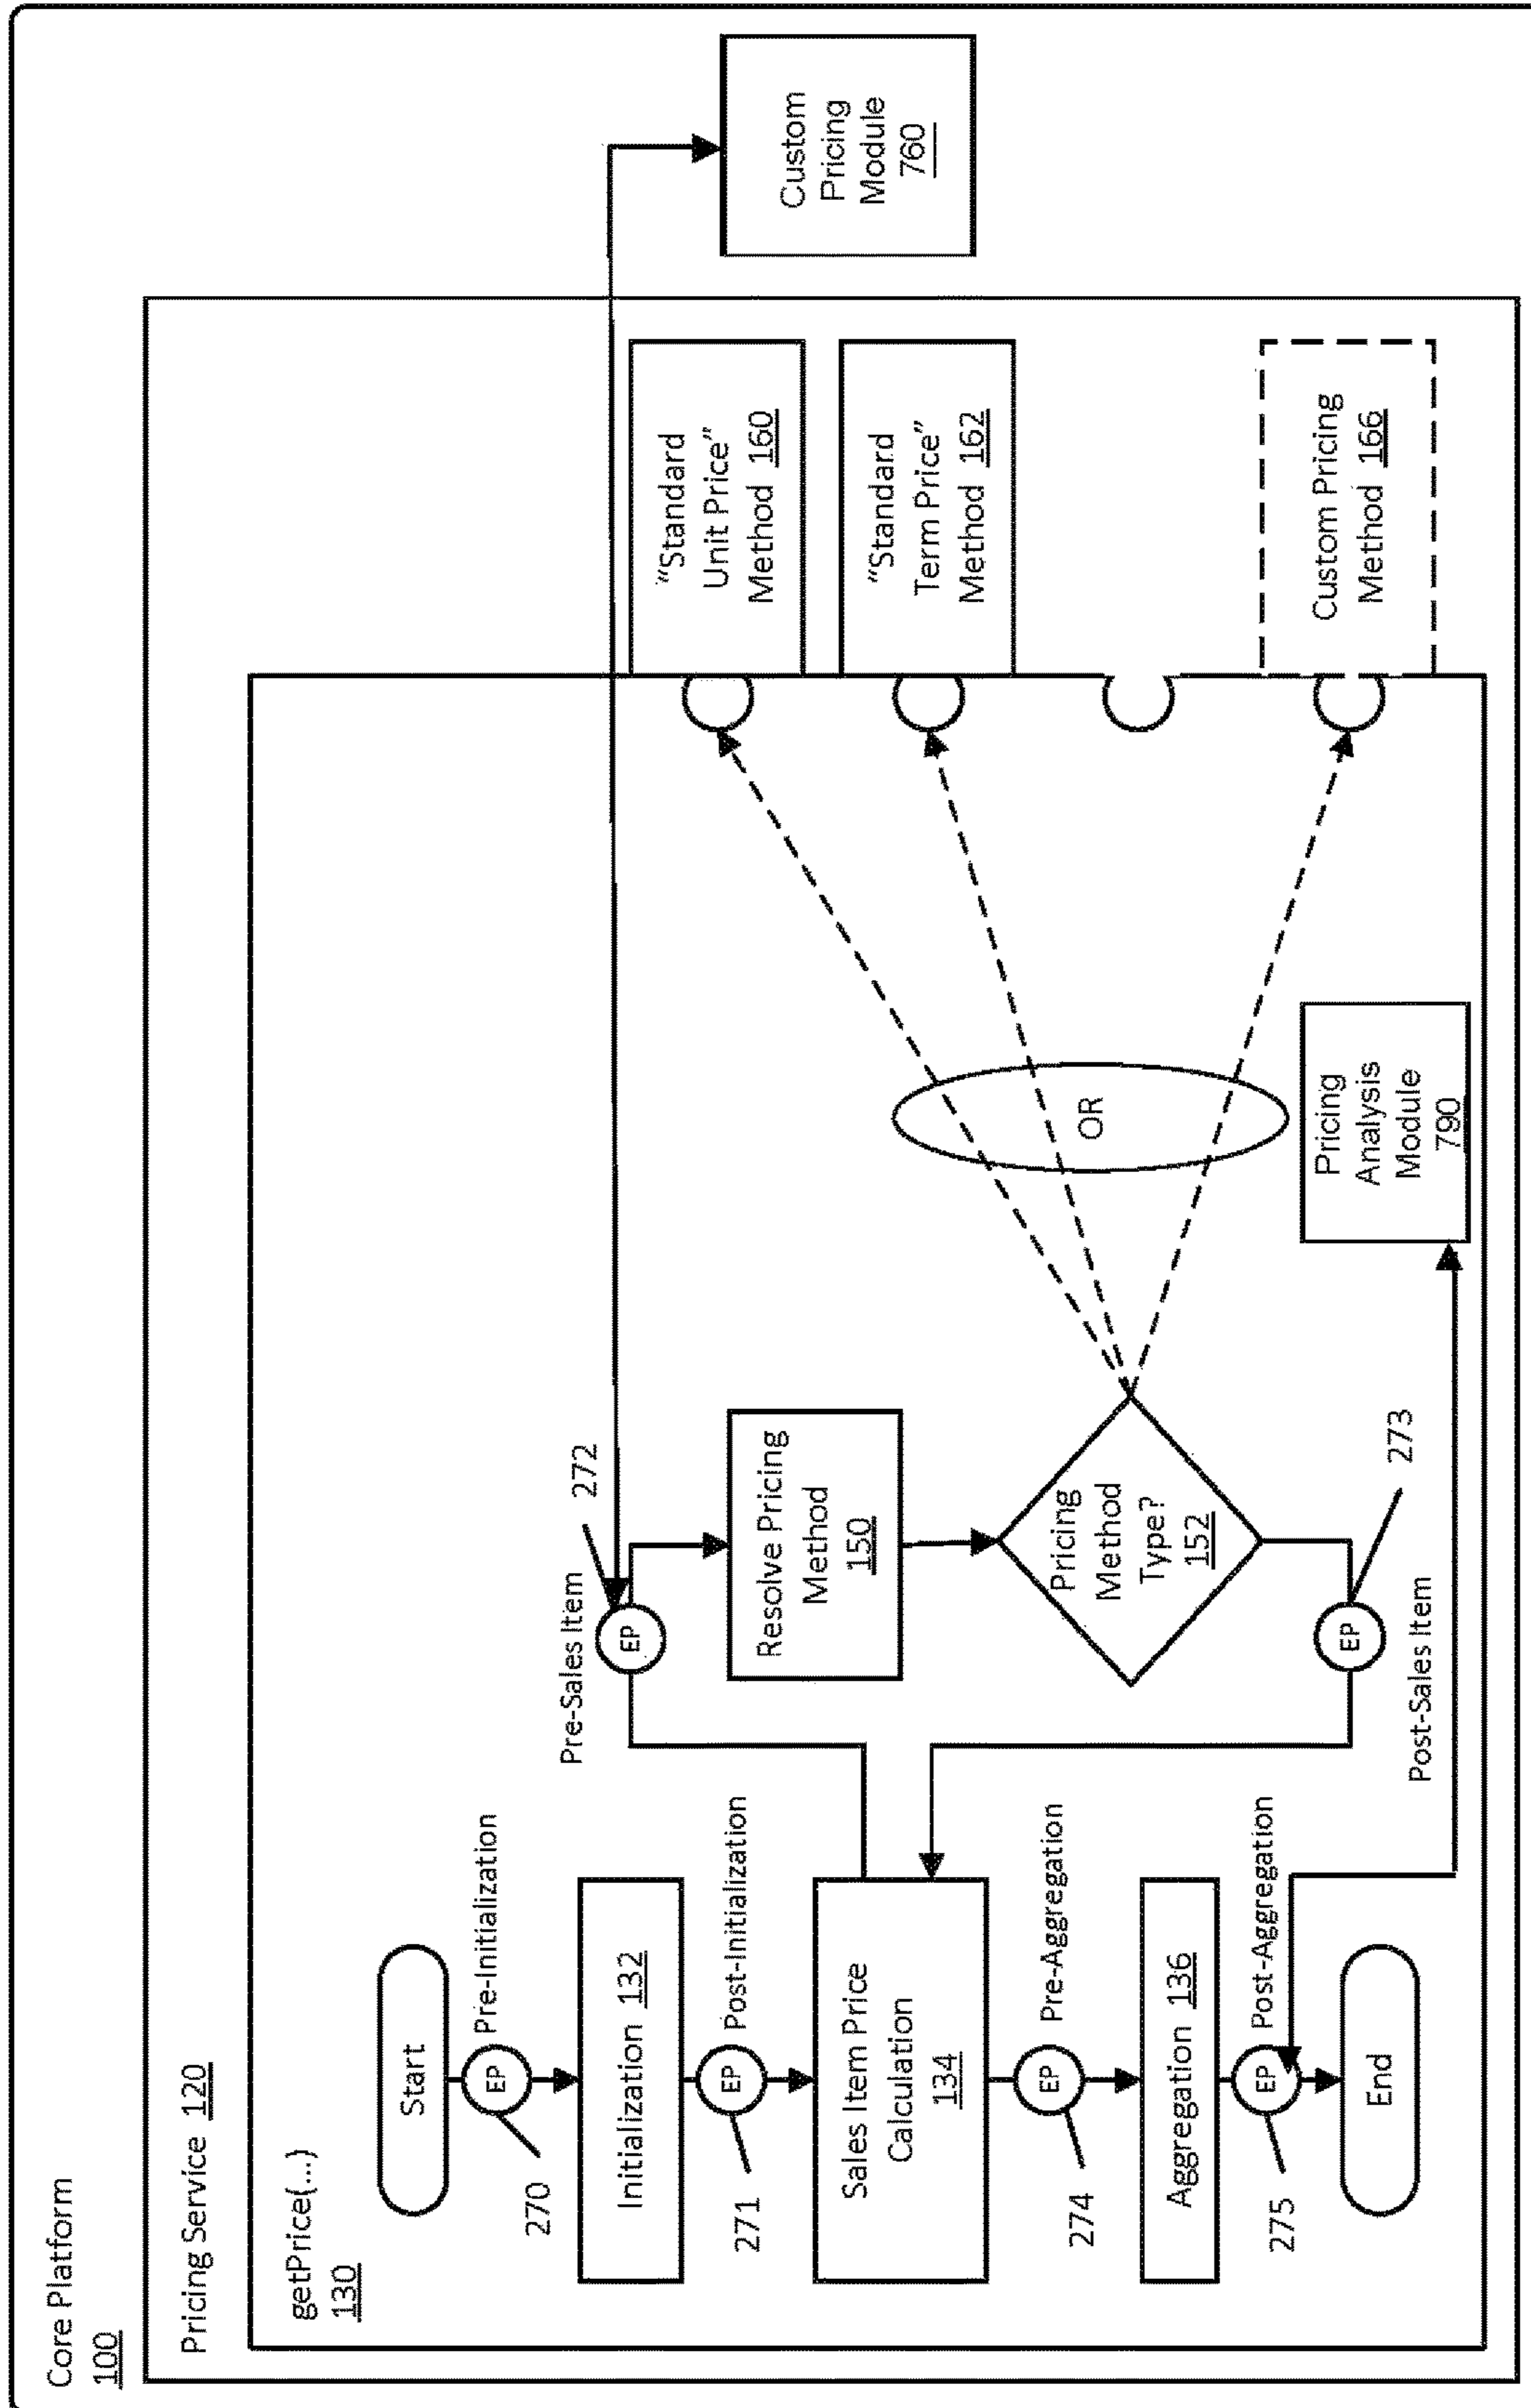 Core Platform
100
Pricing Service 120
getPrice(...)
130
Start
EP
Pre-Initialization
270
Initialization 132
EP
Post-Initialization
271
Sales Item Price
Calculation
134
EP
Pre-Aggregation
274
Aggregation 136
EP
Post-Aggregation
275
End
Pre-Sales Item
272
EP
Resolve Pricing
Method
150
Pricing
Method
Type?
152
EP
273
Post-Sales Item
OR
Pricing
Analysis
Module
790
"Standard
Unit Price"
Method 160
"Standard
Term Price"
Method 162
Custom Pricing
Method 166
Custom
Pricing
Module
760